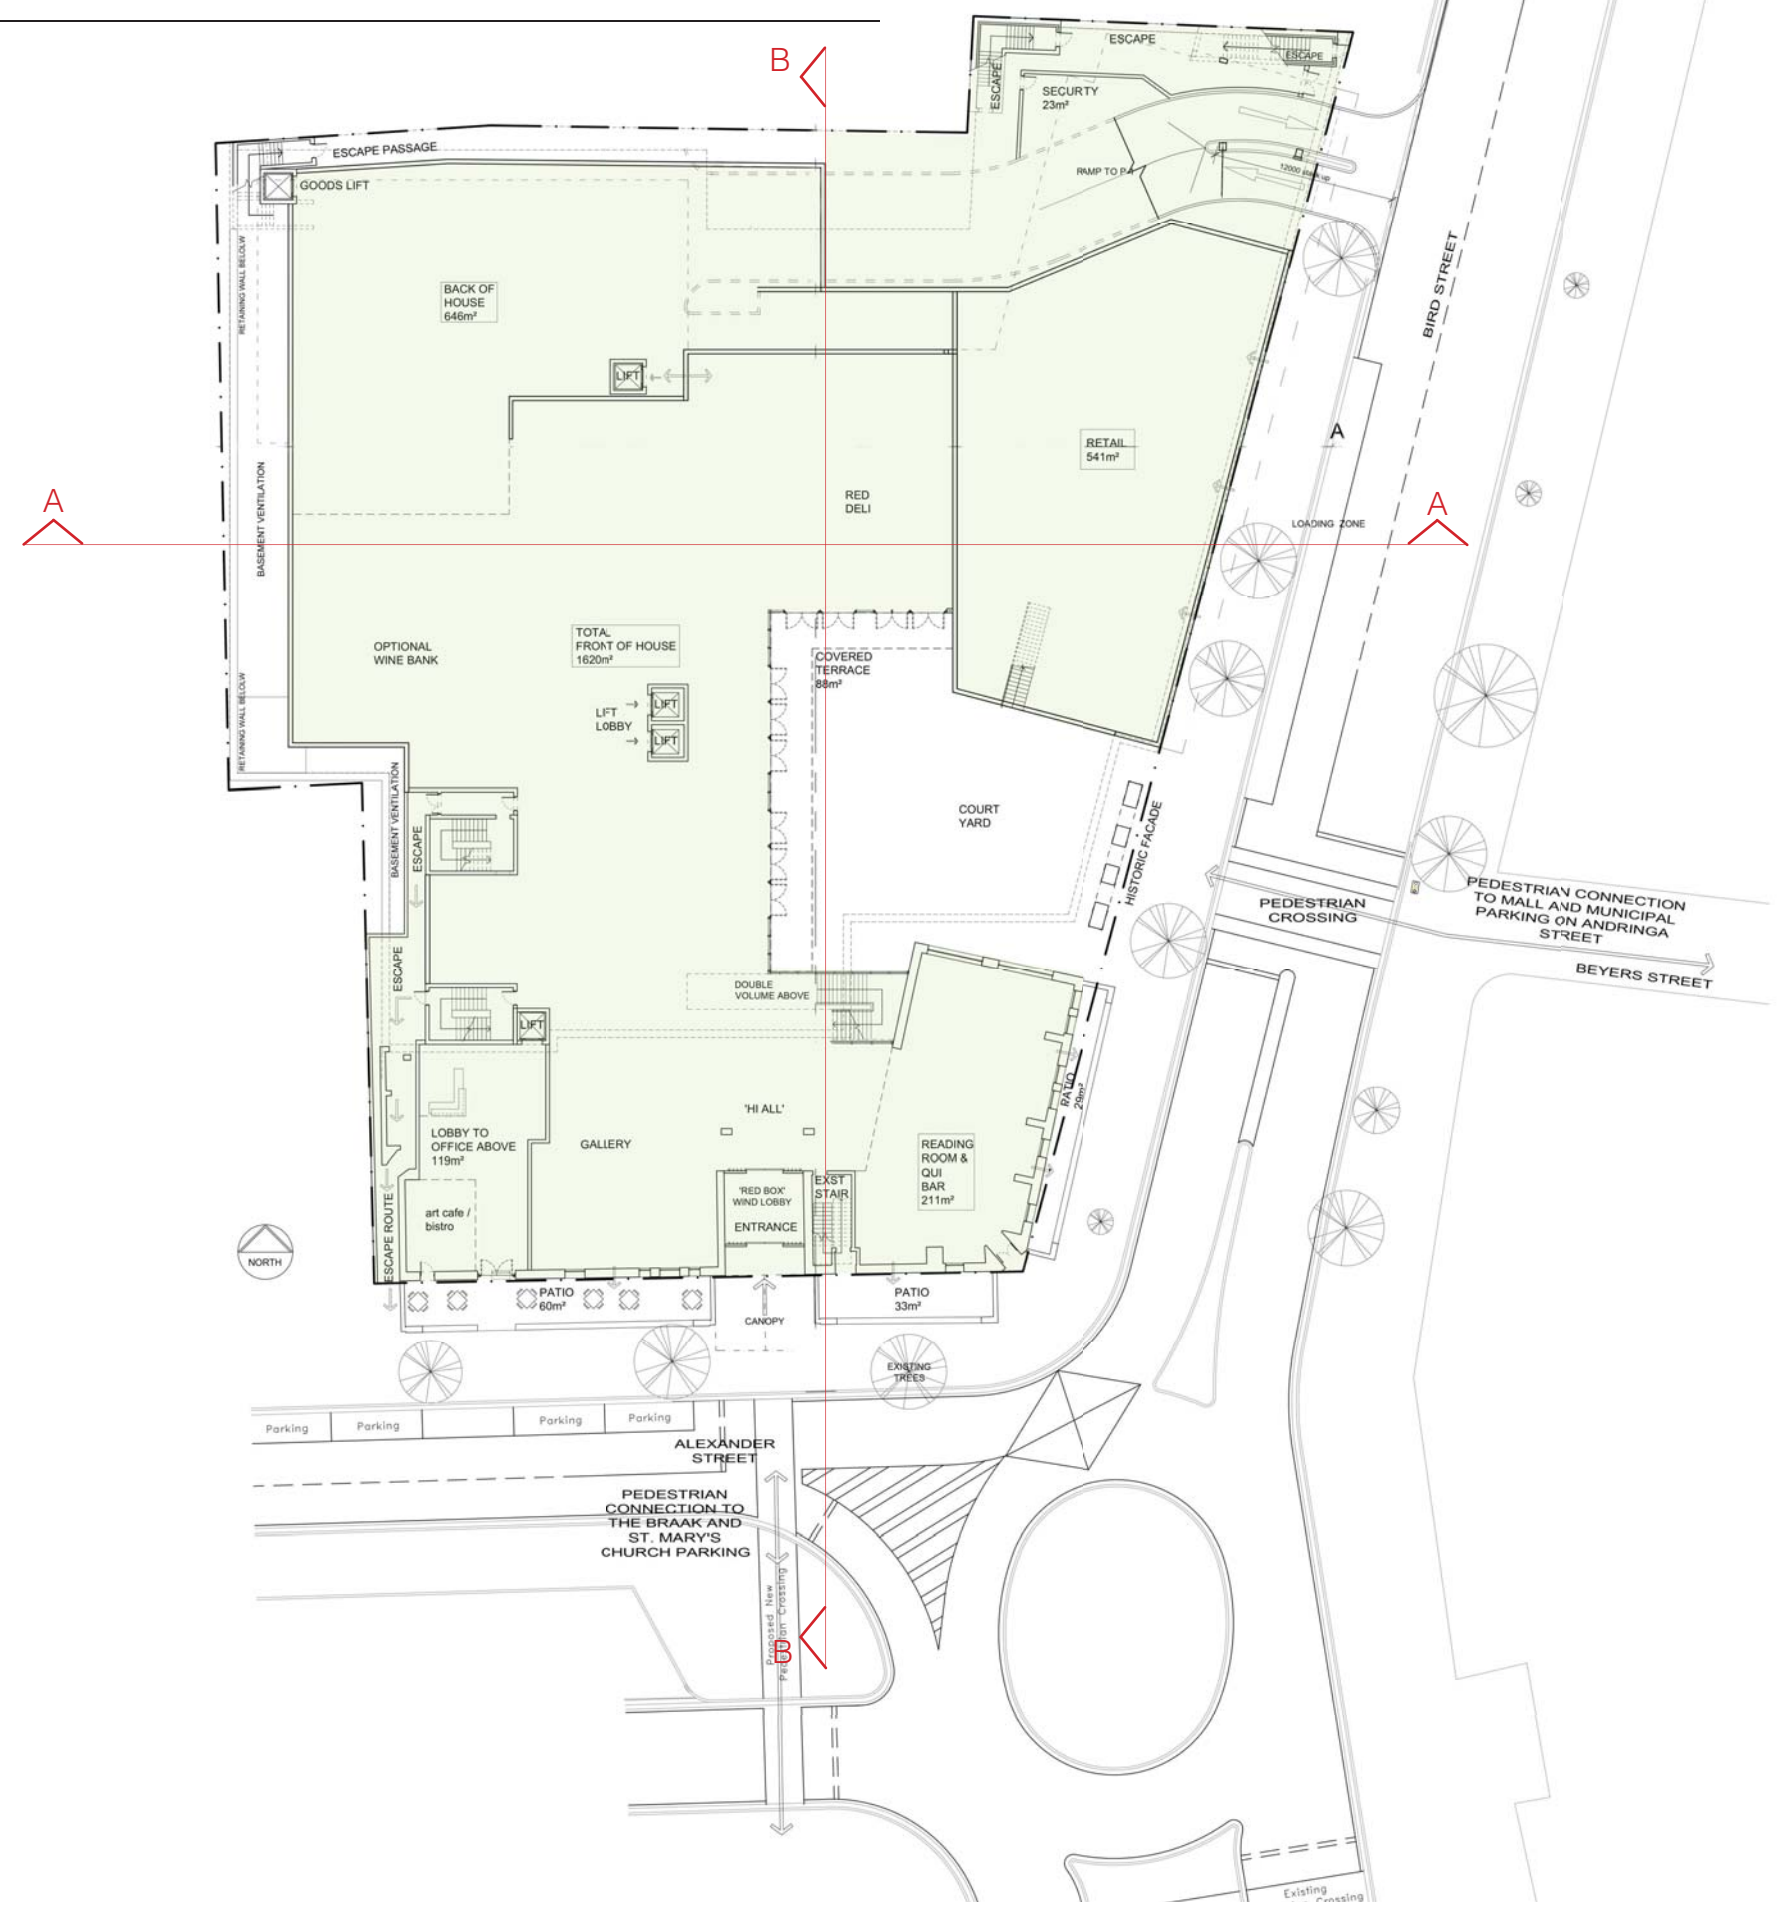 B
ESCAPE
ESCAPE
ESCAPE
SECURTY
23m²
ESCAPE PASSAGE
GOODS LIFT
RAMP TO P4
RETAINING WALL BELOLW
BACK OF
HOUSE
646m²
BIRD STREET
LIFT
RETAIL
541m²
A
A
RED
DELI
A
LOADING ZONE
BASEMENT VENTILATION
OPTIONAL
WINE BANK
TOTAL
FRONT OF HOUSE
1620m²
COVERED
TERRACE
88m²
RETAINING WALL BELOLW
LIFT
LOBBY
LIFT
LIFT
BASEMENT VENTILATION
ESCAPE
COURT
YARD
HISTORIC FACADE
PEDESTRIAN
CROSSING
PEDESTRIAN CONNECTION
TO MALL AND MUNICIPAL
PARKING ON ANDRINGA
STREET
BEYERS STREET
ESCAPE
DOUBLE
VOLUME ABOVE
LIFT
'HI ALL'
LOBBY TO
OFFICE ABOVE
119m²
GALLERY
READING
ROOM &
QUI
BAR
211m²
29m²
EXST
STAIR
'RED BOX'
WIND LOBBY
ENTRANCE
art cafe /
bistro
ESCAPE ROUTE
NORTH
PATIO
60m²
PATIO
33m²
CANOPY
EXISTING
TREES
Parking
Parking
Parking
Parking
ALEXANDER
STREET
PEDESTRIAN
CONNECTION TO
THE BRAAK AND
ST. MARY'S
CHURCH PARKING
Proposed New
Pedestrian Crossing
B
Existing
Crossing